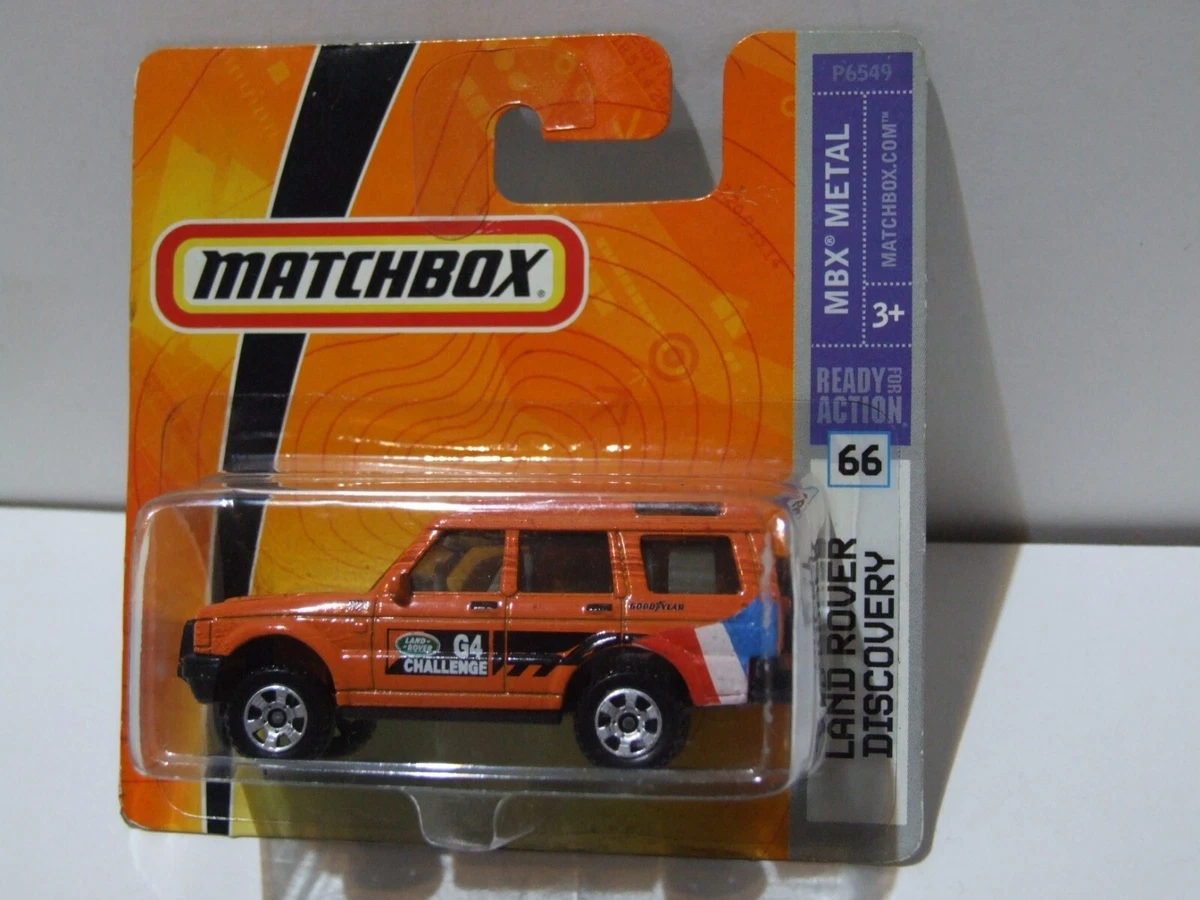 MATCHBOX®
P6549
MBX® METAL
MATCHBOX.COM™
3+
READY FOR
ACTION®
66
LAND ROVER
DISCOVERY
GOODYEAR
LAND-
-ROVER
G4
CHALLENGE